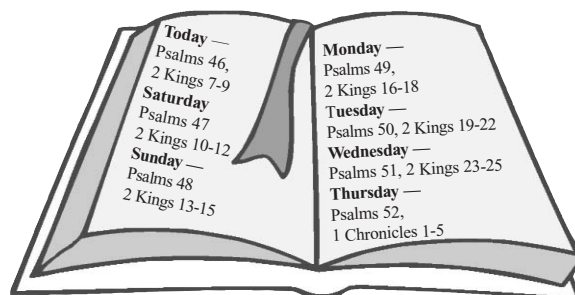 Today —
Psalms 46,
2 Kings 7-9
Saturday
Psalms 47
2 Kings 10-12
Sunday —
Psalms 48
2 Kings 13-15
Monday —
Psalms 49,
2 Kings 16-18
Tuesday —
Psalms 50, 2 Kings 19-22
Wednesday —
Psalms 51, 2 Kings 23-25
Thursday —
Psalms 52,
1 Chronicles 1-5